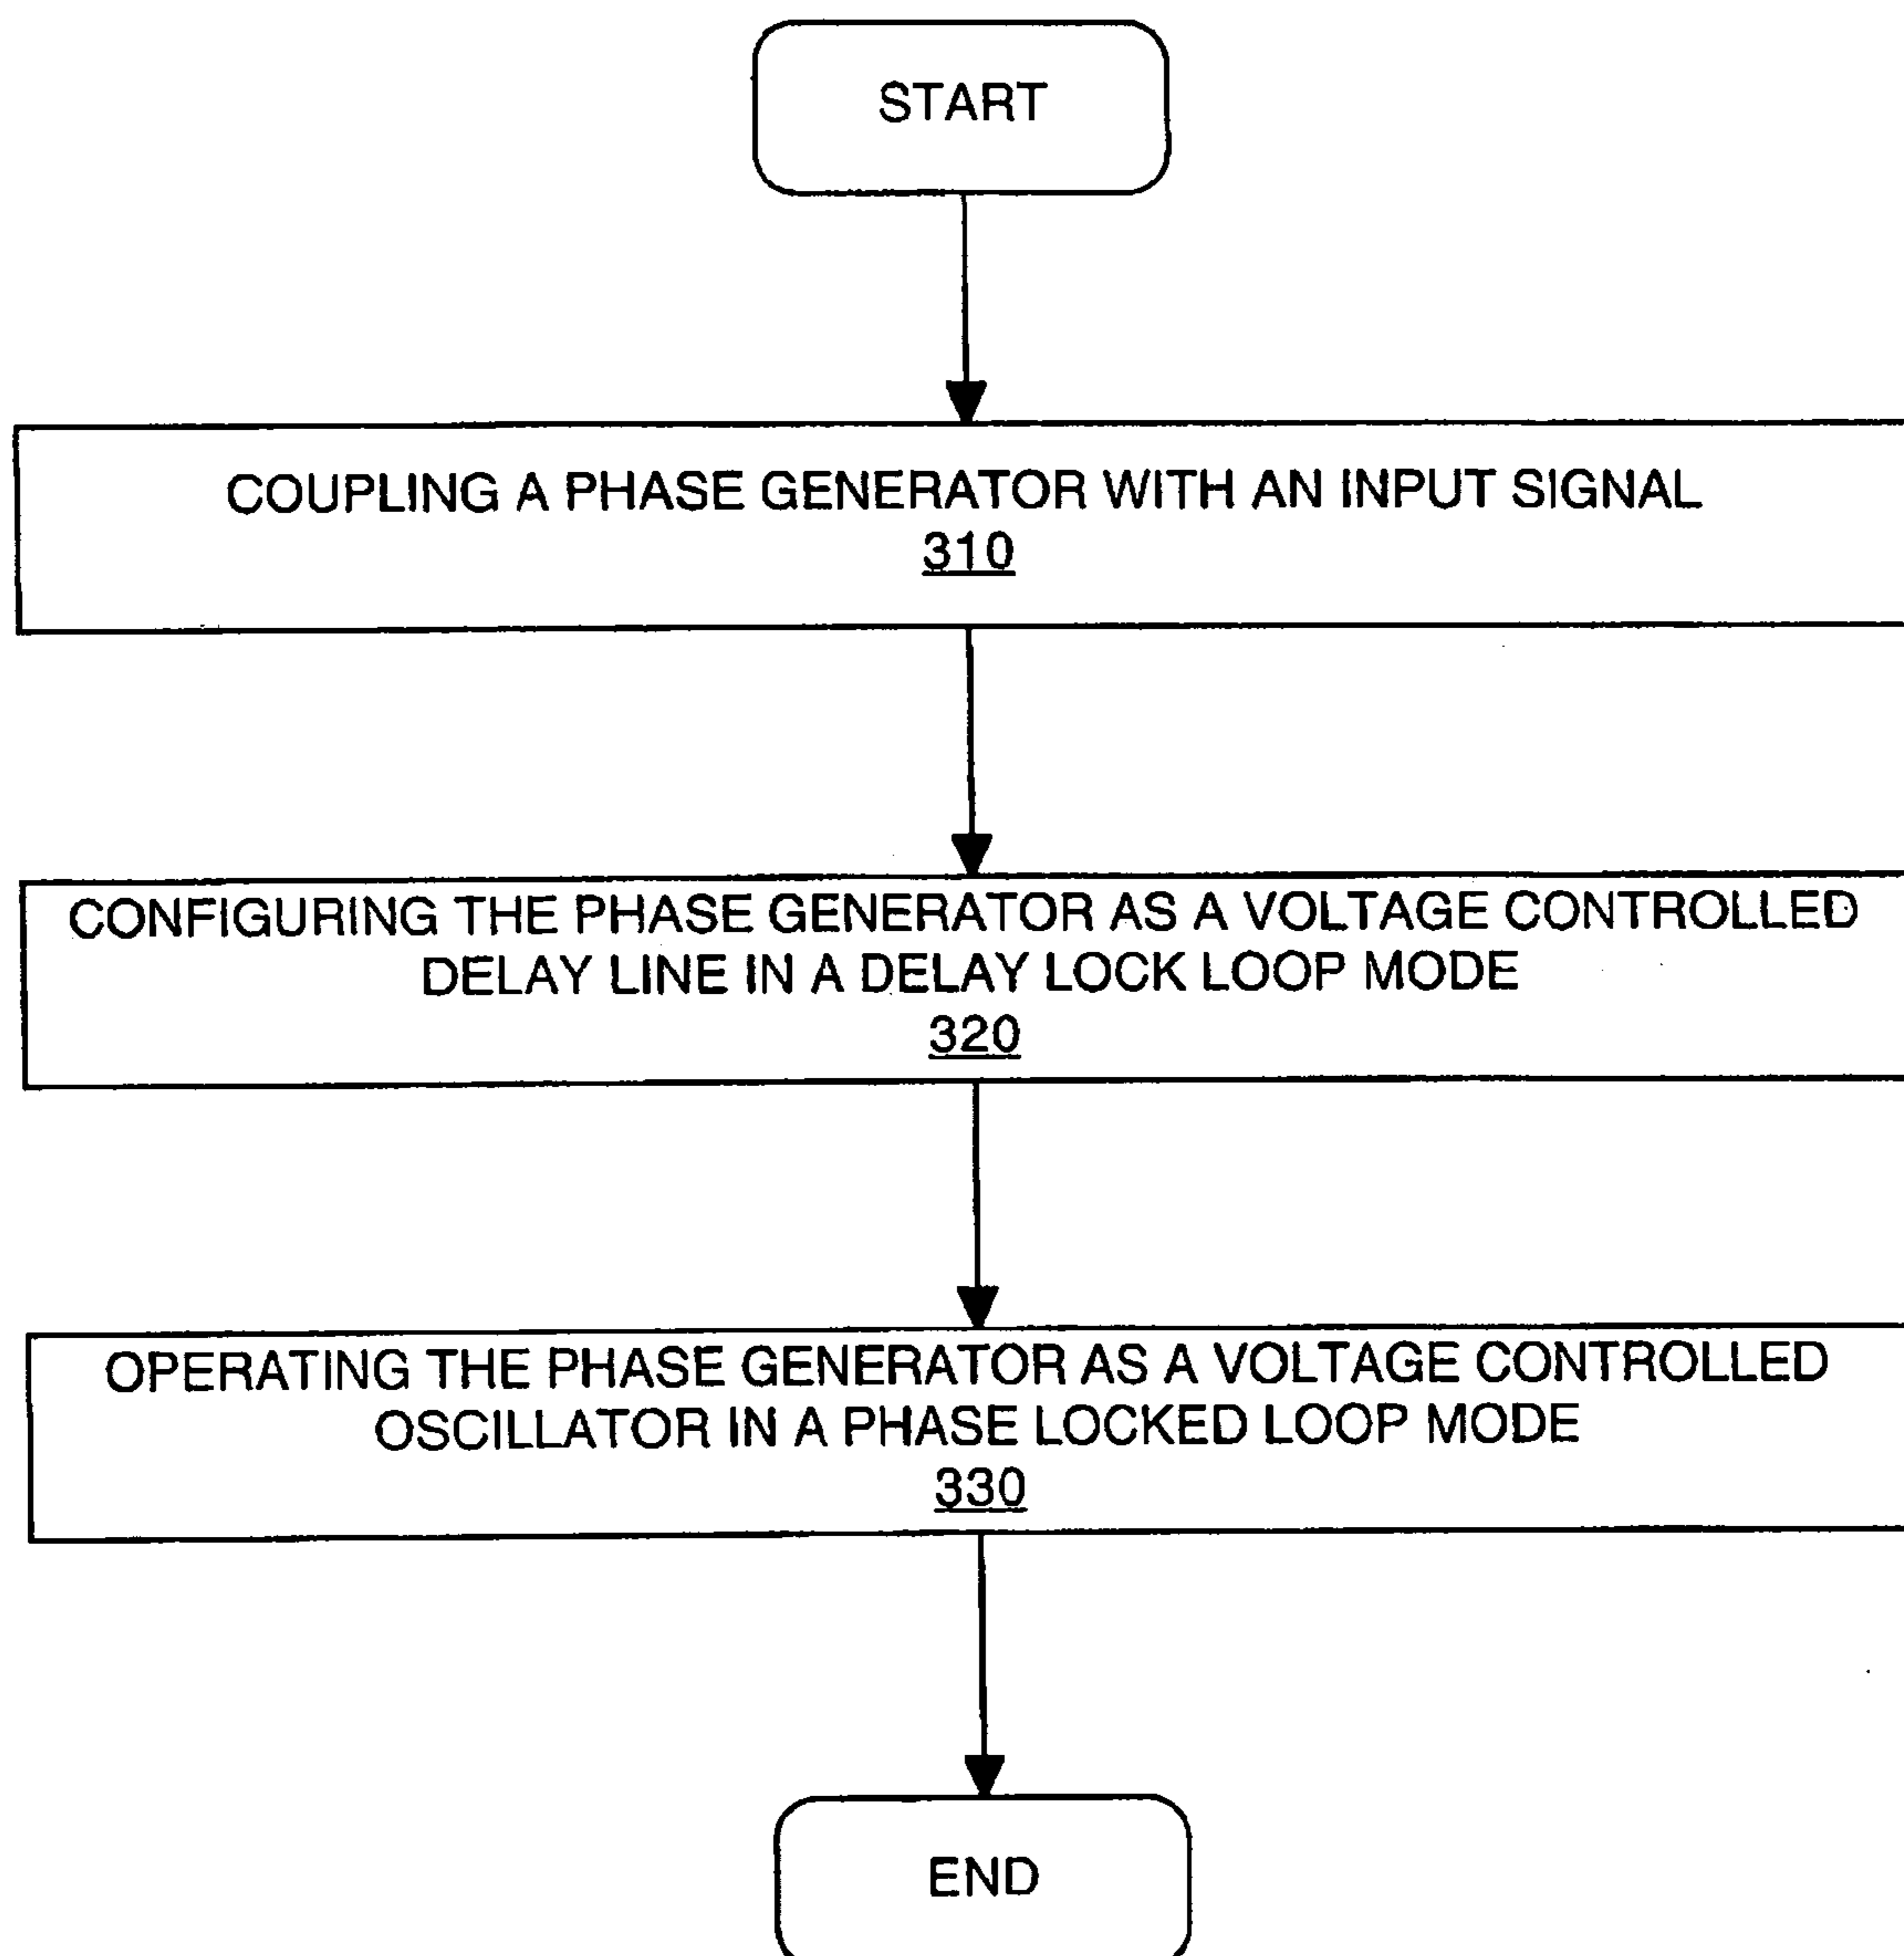 START
COUPLING A PHASE GENERATOR WITH AN INPUT SIGNAL
310
CONFIGURING THE PHASE GENERATOR AS A VOLTAGE CONTROLLED
DELAY LINE IN A DELAY LOCK LOOP MODE
320
OPERATING THE PHASE GENERATOR AS A VOLTAGE CONTROLLED
OSCILLATOR IN A PHASE LOCKED LOOP MODE
330
END